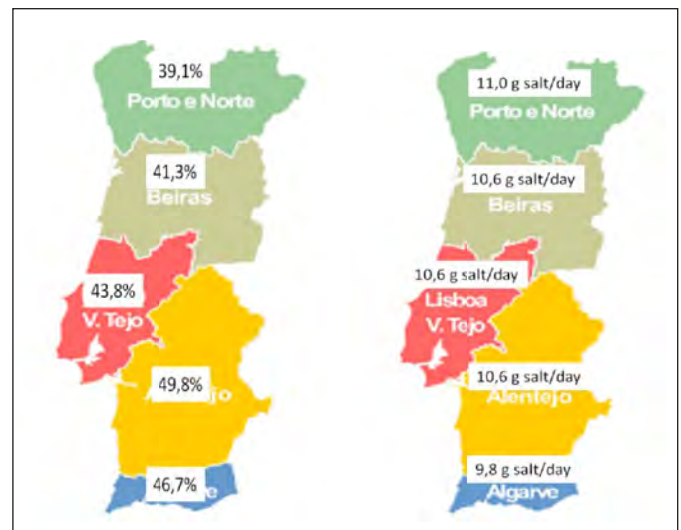 39,1%
Porto e Norte
41,3%
Beiras
43,8%
V. Tejo
49,8%
jo
46,7%
e
11,0 g salt/day
Porto e Norte
10,6 g salt/day
Beiras
10,6 g salt/day
Lisboa
V. Tejo
10,6 g salt/day
Alentejo
9,8 g salt/day
Algarve